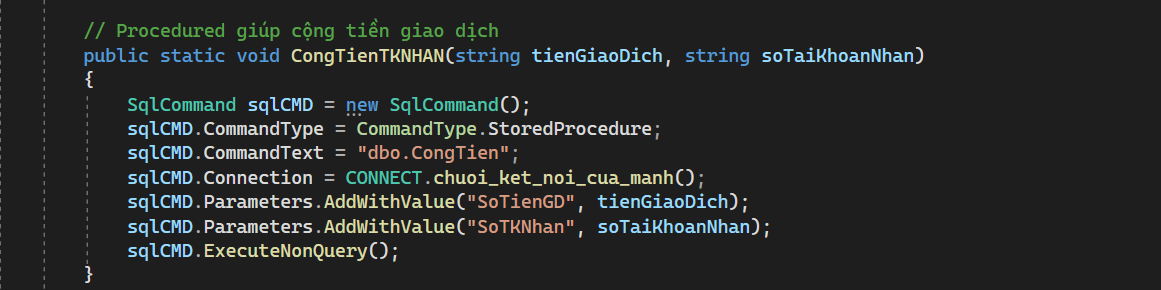 // Procedured giúp cộng tiền giao dịch
public static void CongTienTKNHAN(string tienGiaoDich, string soTaiKhoanNhan)
{
SqlCommand sqlCMD = new SqlCommand();
sqlCMD.CommandType = CommandType.StoredProcedure;
sqlCMD.CommandText = "dbo.CongTien";
sqlCMD.Connection = CONNECT.chuoi_ket_noi_cua_manh();
sqlCMD.Parameters.AddWithValue("SoTienGD", tienGiaoDich);
sqlCMD.Parameters.AddWithValue("SoTKNhan", soTaiKhoanNhan);
sqlCMD.ExecuteNonQuery();
}